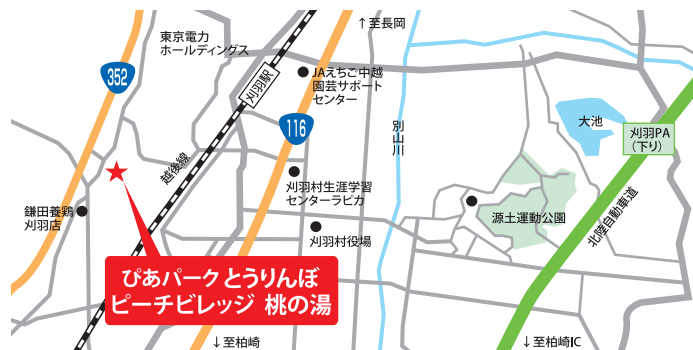 ↑至長岡
東京電力
ホールディングス
352
刈羽駅
JAえちご中越
園芸サポート
センター
116
別山川
大池
刈羽PA
(下り)
越後線
刈羽村生涯学習
センターラピカ
鎌田養鶏
刈羽店
源土運動公園
刈羽村役場
北陸自動車道
ぴあパーク とうりんぼ
ピーチビレッジ 桃の湯
↓至柏崎
↓至柏崎IC